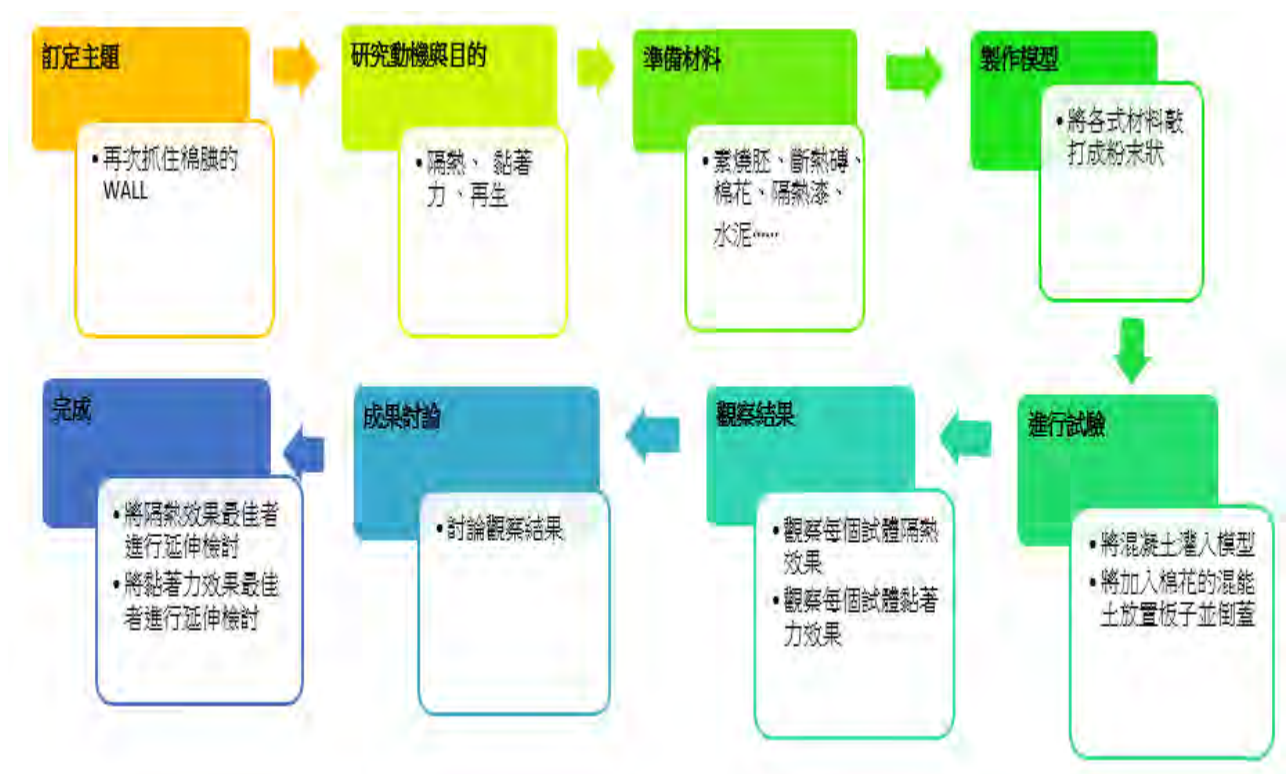 訂定主題
• 再次抓住棉膩的
WALL
研究動機與目的
• 隔熱、 黏著
力、再生
準備材料
• 素燒胚、斷熱磚、
棉花、隔熱漆、
水泥……
製作模型
• 將各式材料敲
打成粉末狀
進行試驗
• 將混凝土灌入模型
• 將加入棉花的混能
土放置板子並倒蓋
觀察結果
• 觀察每個試體隔熱
效果
• 觀察每個試體黏著
力效果
成果討論
• 討論觀察結果
完成
• 將隔熱效果最佳者
進行延伸檢討
• 將黏著力效果最佳
者進行延伸檢討